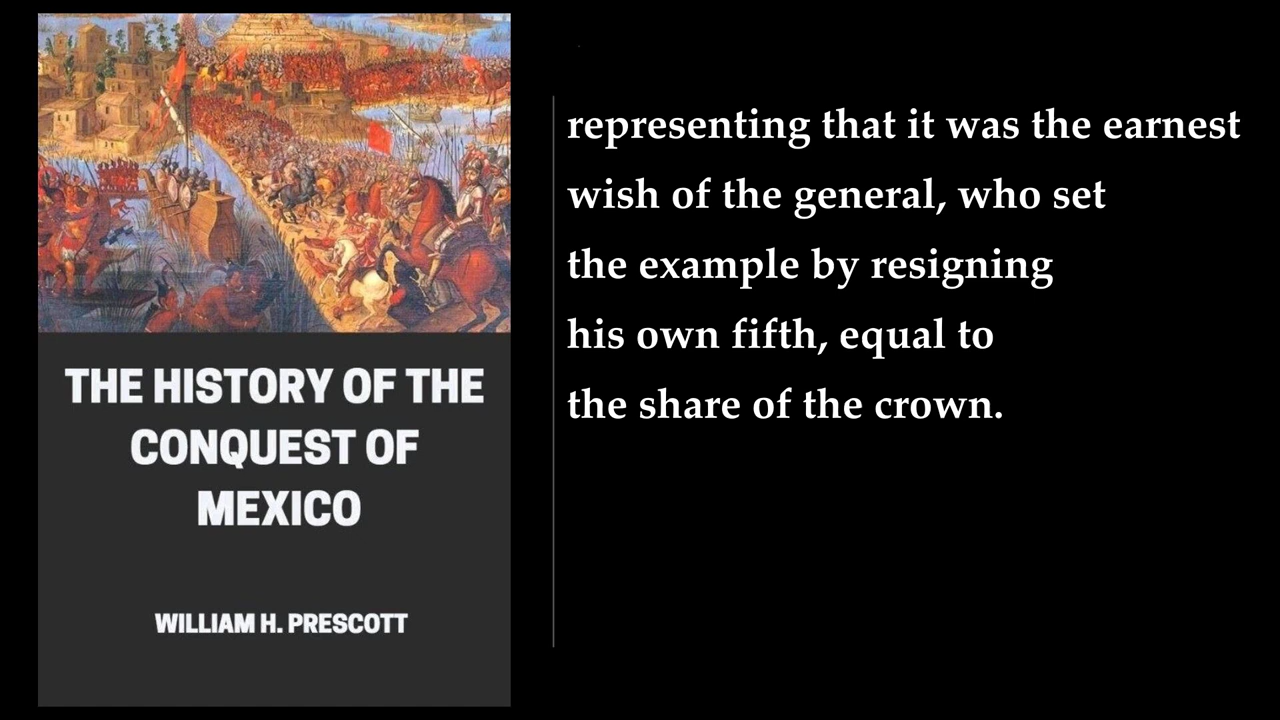 THE HISTORY OF THE
CONQUEST OF
MEXICO
WILLIAM H. PRESCOTT
representing that it was the earnest
wish of the general, who set
the example by resigning
his own fifth, equal to
the share of the crown.